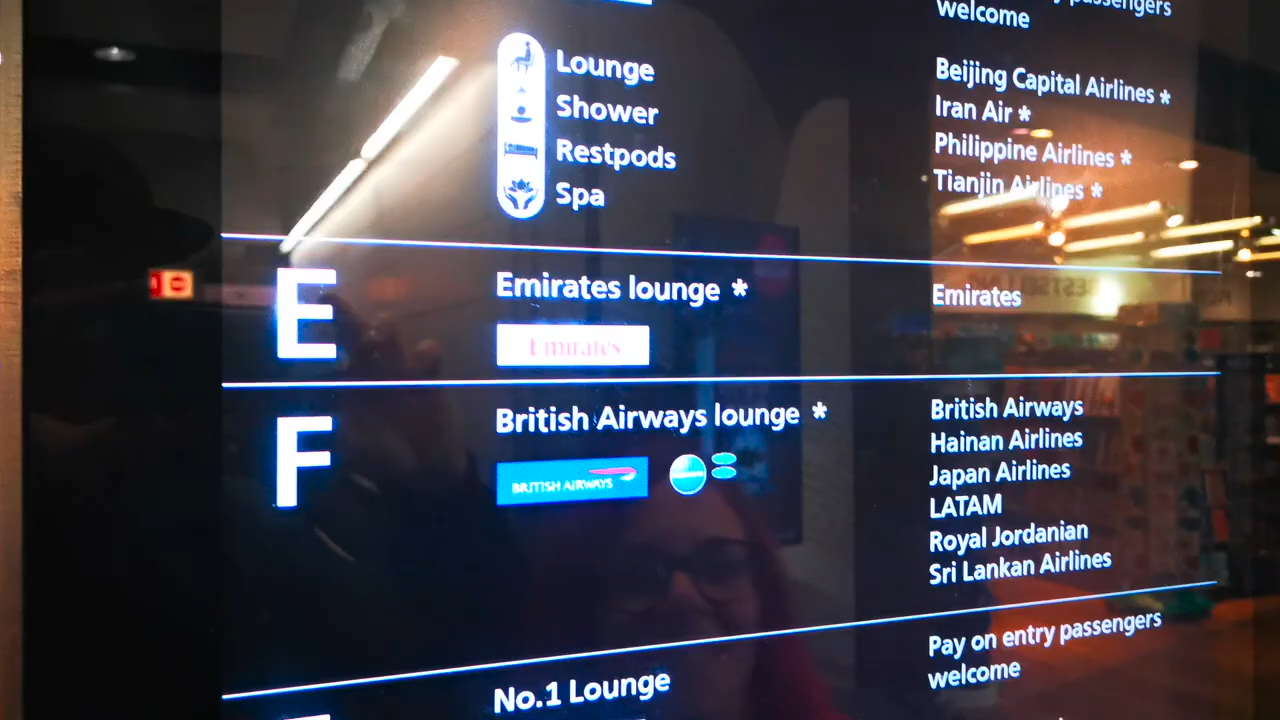 passengers
welcome
Lounge
Shower
Restpods
Spa
Beijing Capital Airlines *
Iran Air *
Philippine Airlines *
Tianjin Airlines *
E
Emirates lounge *
Emirates
Emirates
F
British Airways lounge *
BRITISH AIRWAYS
British Airways
Hainan Airlines
Japan Airlines
LATAM
Royal Jordanian
Sri Lankan Airlines
No.1 Lounge
Pay on entry passengers
welcome